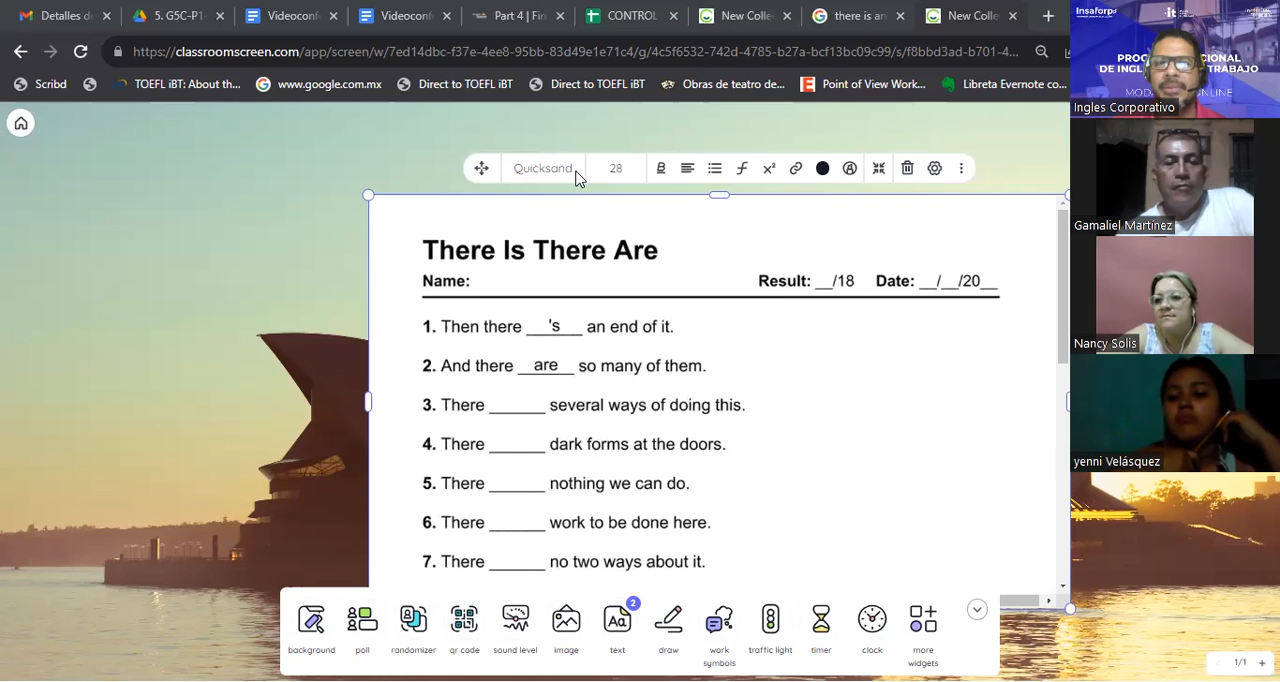 Detalles d
5. G5C-P1-
Videoconf
Videoconf
Part 4 | Fin
CONTROL
New Colle
there is an
New Colle
https://classroomscreen.com/app/screen/w/7ed14dbc-f37e-4ee8-95bb-83d49e1e71c4/g/4c5f6532-742d-4785-b27a-bcf13bc09c99/s/f8bbd3ad-b701-4...
Scribd
TOEFL iBT: About th...
www.google.com.mx
Direct to TOEFL iBT
Direct to TOEFL iBT
Obras de teatro de...
Point of View Work...
Libreta Evernote co...
Quicksand
28
There Is There Are
Name: Result: __/18 Date: __/__/20__
1. Then there __'s__ an end of it.
2. And there __are__ so many of them.
3. There ______ several ways of doing this.
4. There ______ dark forms at the doors.
5. There ______ nothing we can do.
6. There ______ work to be done here.
7. There ______ no two ways about it.
2
background
poll
randomizer
qr code
sound level
image
text
draw
work symbols
traffic light
timer
clock
more widgets
1/1
Insaforp
it
Ingles Corporativo
Gamaliel Martínez
Nancy Solis
yenni Velásquez